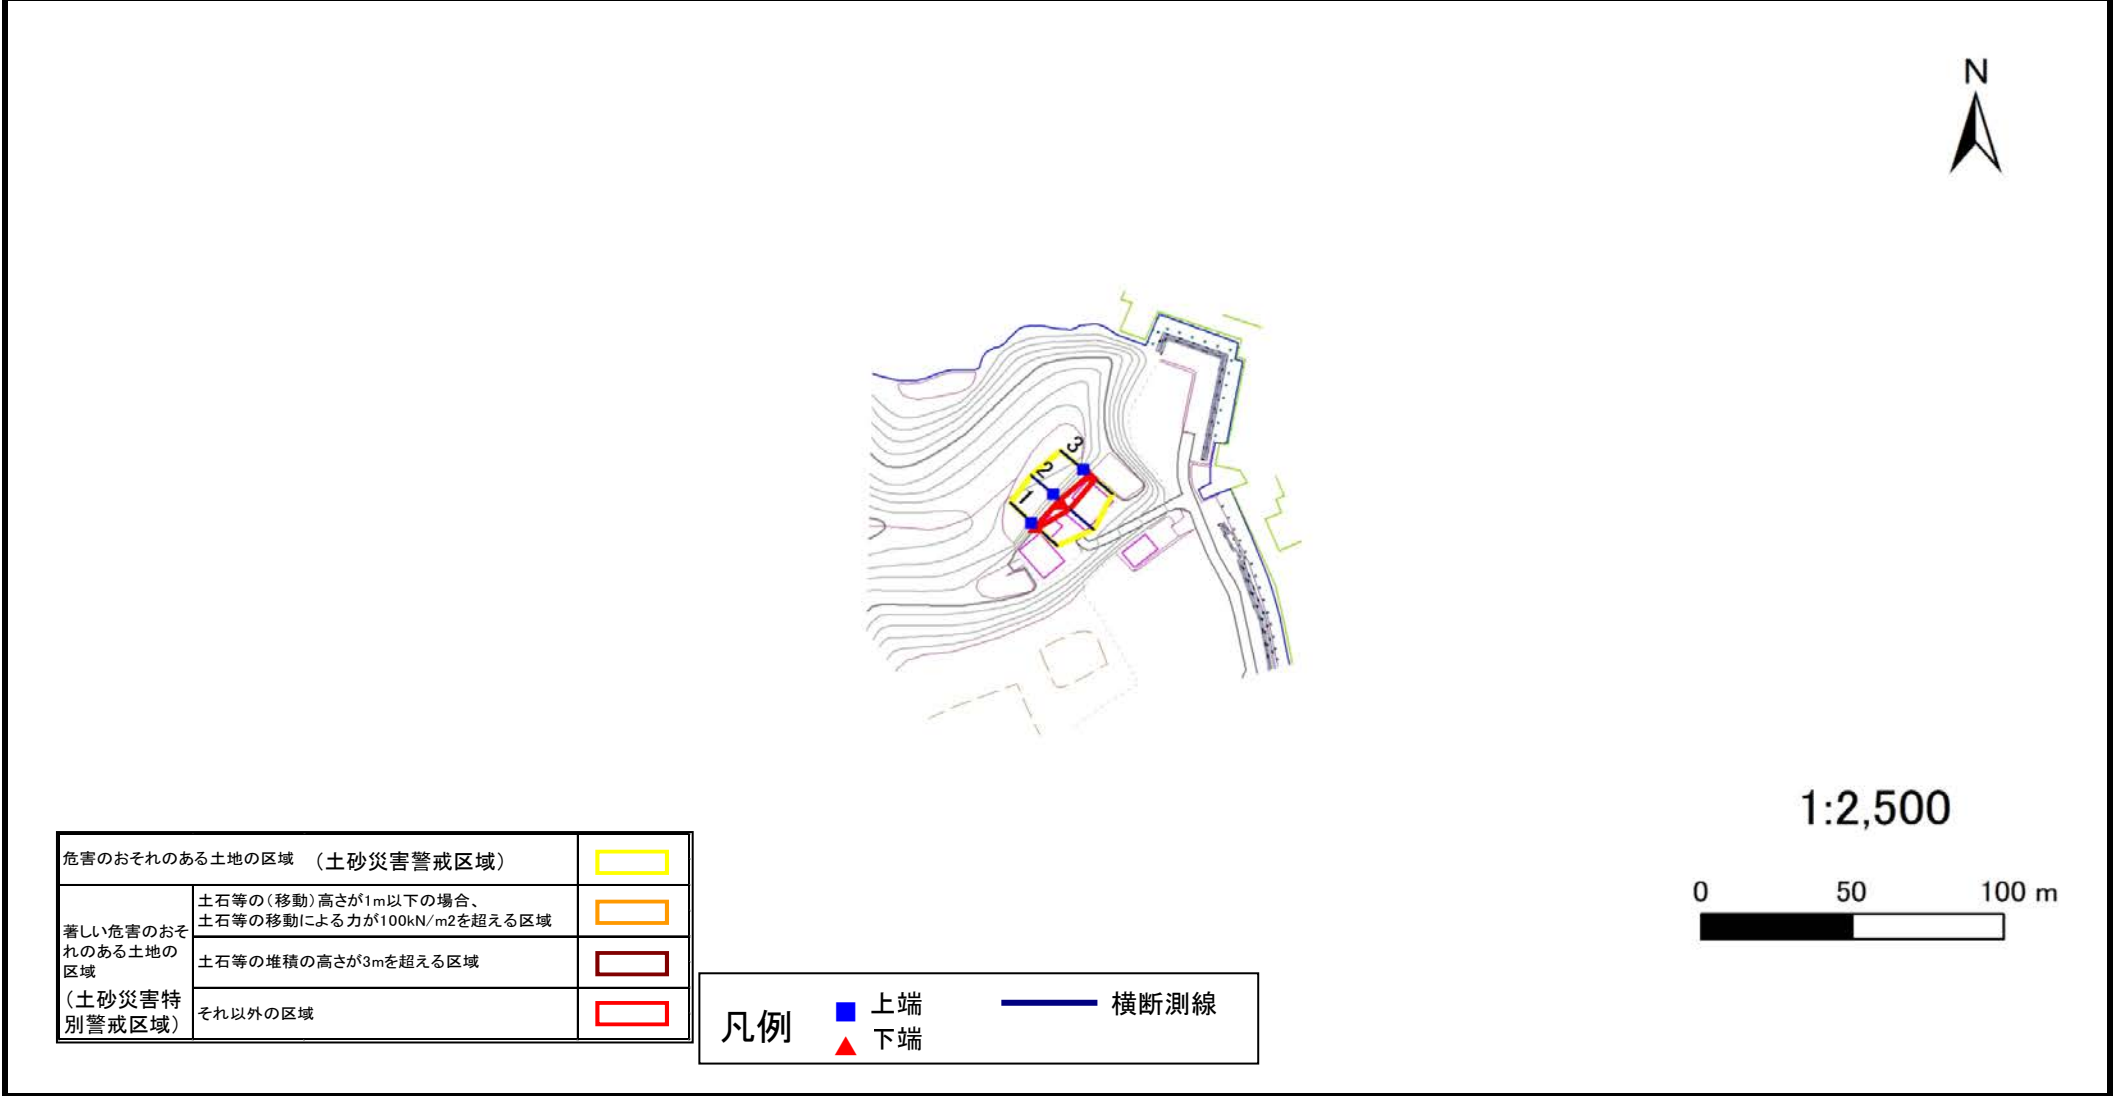 N
3
2
1
1:2,500
0 50 100 m
危害のおそれのある土地の区域 （土砂災害警戒区域）
著しい危害のおそ
れのある土地の
区域
（土砂災害特
別警戒区域）
土石等の（移動）高さが1m以下の場合、
土石等の移動による力が100kN/m2を超える区域
土石等の堆積の高さが3mを超える区域
それ以外の区域
凡例
上端
下端
横断測線